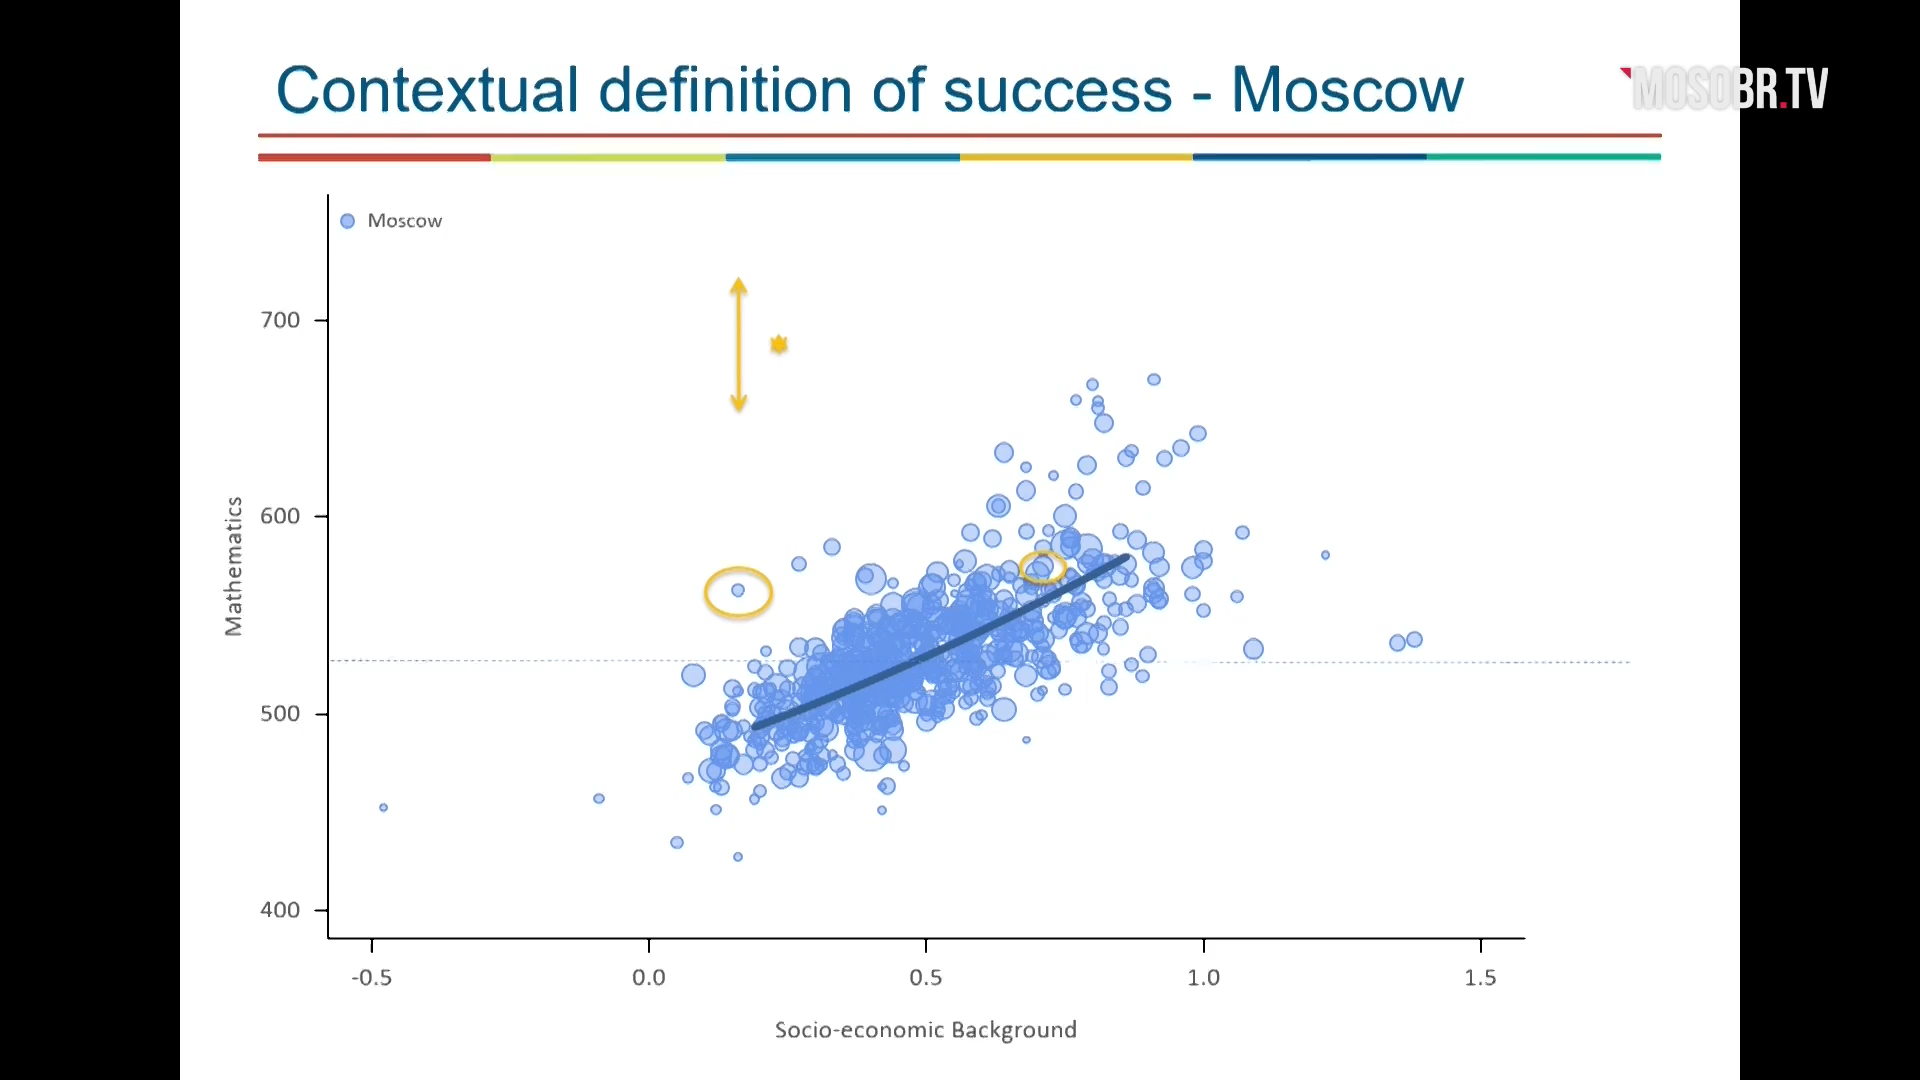 Contextual definition of success - Moscow
MOSOBR.TV
Moscow
700
600
500
400
Mathematics
-0.5
0.0
0.5
1.0
1.5
Socio-economic Background